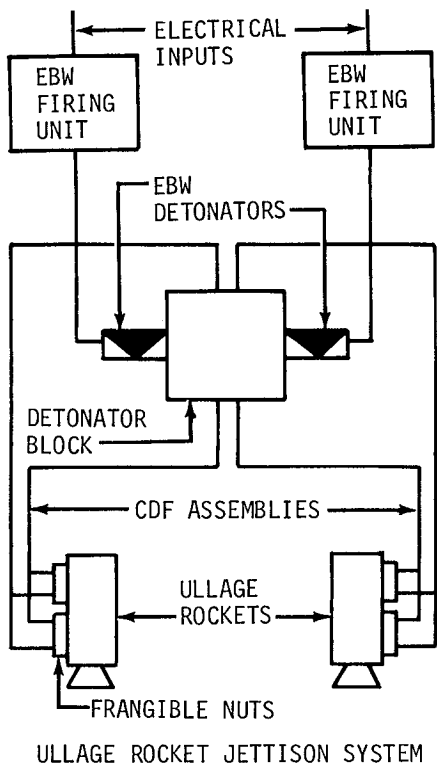 ELECTRICAL
INPUTS
EBW
FIRING
UNIT
EBW
FIRING
UNIT
EBW
DETONATORS
DETONATOR
BLOCK
CDF ASSEMBLIES
ULLAGE
ROCKETS
FRANGIBLE NUTS
ULLAGE ROCKET JETTISON SYSTEM